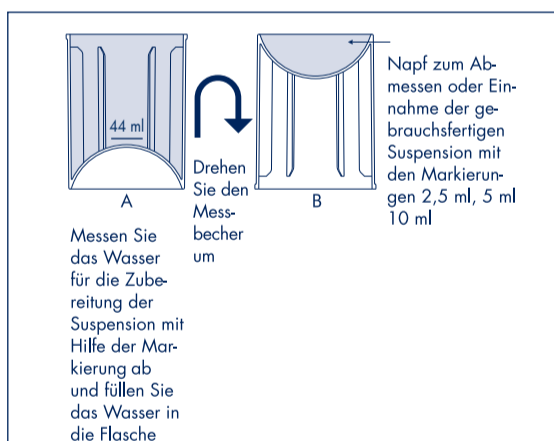 44 ml
A
Messen Sie
das Wasser
für die Zube-
reitung der
Suspension mit
Hilfe der Mar-
kierung ab
und füllen Sie
das Wasser in
die Flasche
Drehen
Sie den
Mess-
becher
um
B
Napf zum Ab-
messen oder Ein-
nahme der ge-
brauchsfertigen
Suspension mit
den Markierun-
gen 2,5 ml, 5 ml
10 ml